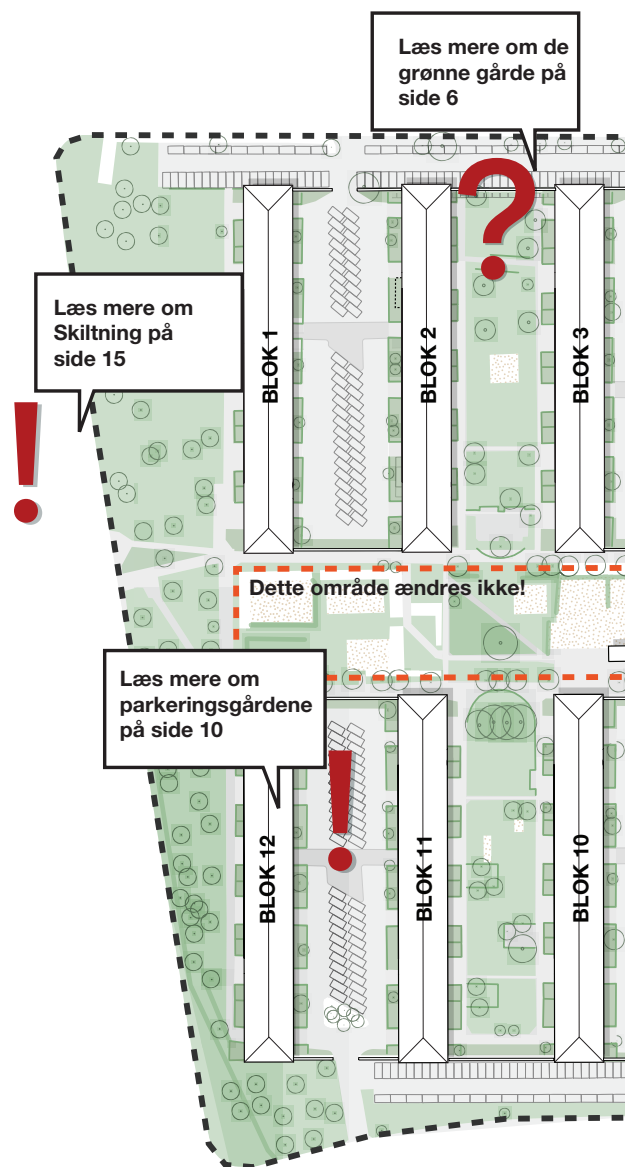 Læs mere om de
grønne gårde på
side 6
?
Læs mere om
Skiltning på
side 15
!
BLOK 1
BLOK 2
BLOK 3
Dette område ændres ikke!
Læs mere om
parkeringsgårdene
på side 10
!
BLOK 12
BLOK 11
BLOK 10